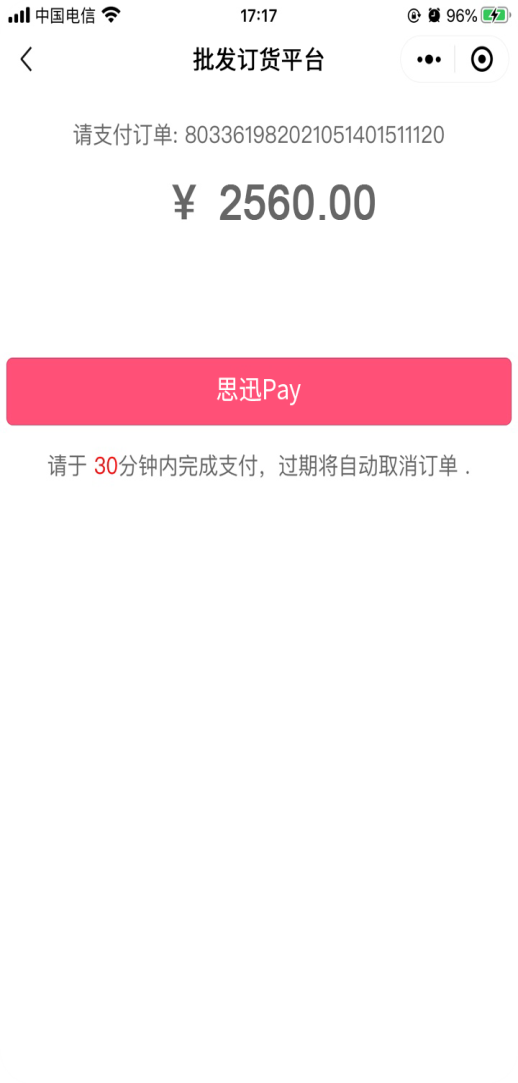 中国电信 17:17 96%
批发订货平台
请支付订单: 803361982021051401511120
¥ 2560.00
思迅Pay
请于 30分钟内完成支付，过期将自动取消订单 .